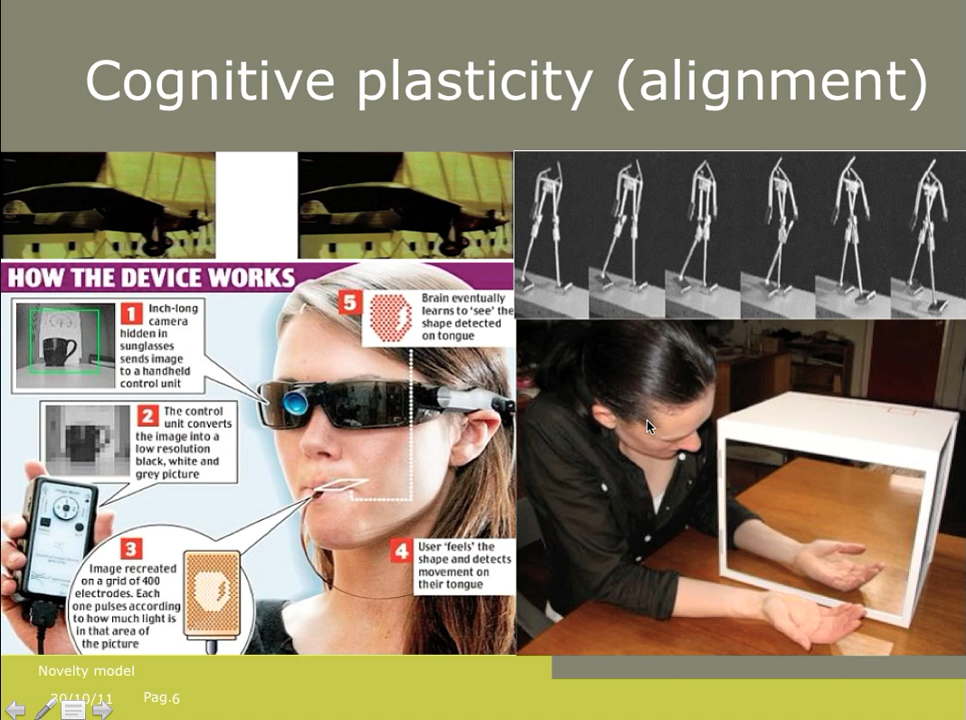 Cognitive plasticity (alignment)
HOW THE DEVICE WORKS
1 Inch-long
camera
hidden in
sunglasses
sends image
to a handheld
control unit
2 The control
unit converts
the image into a
low resolution
black, white and
grey picture
3
Image recreated
on a grid of 400
electrodes. Each
one pulses according
to how much light is
in that area of
the picture
4 User 'feels' the
shape and detects
movement on
their tongue
5 Brain eventually
learns to 'see' the
shape detected
on tongue
Novelty model
20/10/11 Pag.6